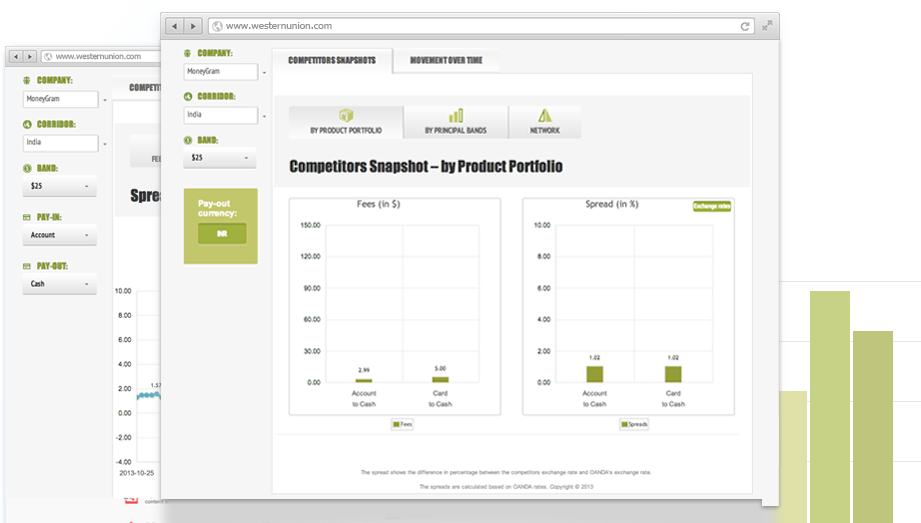 www.westernunion.com
COMPANY:
MoneyGram
CORRIDOR:
India
BAND:
$25
Pay-out
currency:
INR
COMPETITORS SNAPSHOTS
MOVEMENT OVER TIME
BY PRODUCT PORTFOLIO
BY PRINCIPAL BANDS
NETWORK
Competitors Snapshot – by Product Portfolio
Fees (in $)
150.00
120.00
90.00
60.00
30.00
0.00
2.99
5.00
Account
to Cash
Card
to Cash
Fees
Spread (in %)
Exchange rates
10.00
8.00
6.00
4.00
2.00
0.00
1.02
1.02
Account
to Cash
Card
to Cash
Spreads
The spread shows the difference in percentage between the competitors exchange rate and OANDA's exchange rate.
The spreads are calculated based on OANDA rates. Copyright © 2013
www.westernunion.com
COMPANY:
MoneyGram
CORRIDOR:
India
BAND:
$25
PAY-IN:
Account
PAY-OUT:
Cash
COMPETIT
FEE
Sprea
10.00
8.00
6.00
4.00
2.00
0.00
-2.00
-4.00
1.57
2013-10-25
content